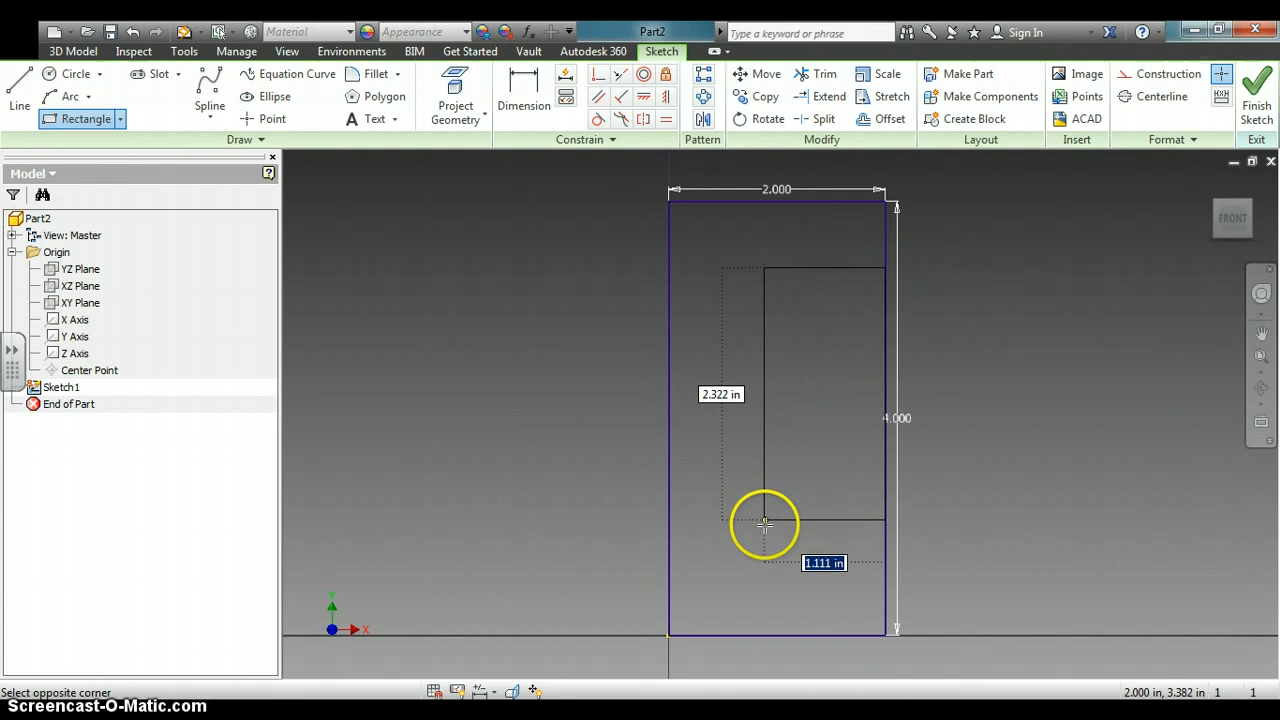 Material
Appearance
Part2
Type a keyword or phrase
Sign In
3D Model Inspect Tools Manage View Environments BIM Get Started Vault Autodesk 360 Sketch
Circle Slot Equation Curve Fillet
Arc Ellipse Polygon
Rectangle Point Text
Line
Spline
Project
Geometry
Dimension
Move Trim Scale Make Part Image Construction
Copy Extend Stretch Make Components Points Centerline
Rotate Split Offset Create Block ACAD
Finish
Sketch
Draw Constrain Pattern Modify Layout Insert Format Exit
Model
Part2
View: Master
Origin
YZ Plane
XZ Plane
XY Plane
X Axis
Y Axis
Z Axis
Center Point
Sketch1
End of Part
2.000
FRONT
2.322 in
4.000
1.111 in
Y
X
Select opposite corner
2.000 in, 3.382 in 1 1
Screencast-O-Matic.com